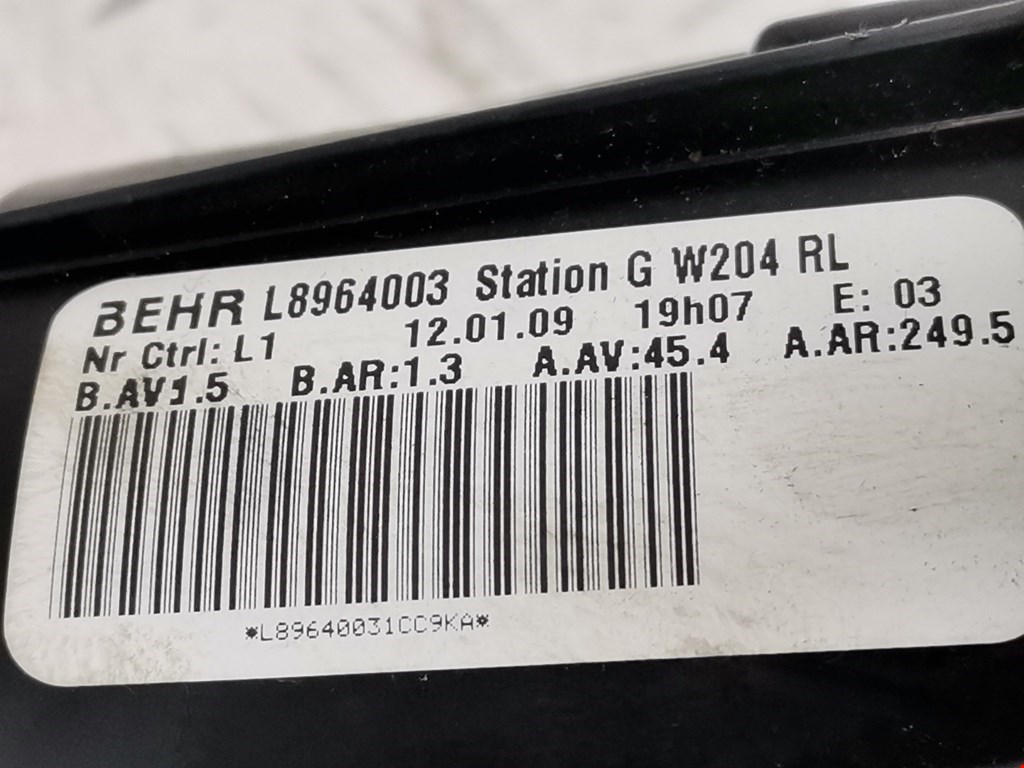 BEHR L8964003 Station G W204 RL
Nr Ctrl: L1 12.01.09 19h07 E: 03
B.AV1.5 B.AR:1.3 A.AV:45.4 A.AR:249.5
*L89640031CC9KA*